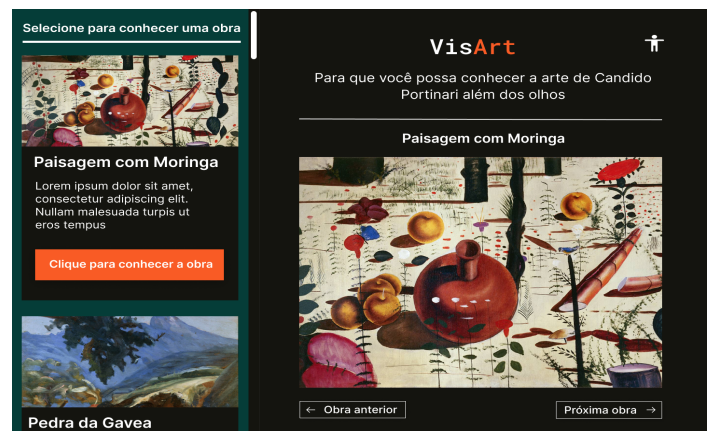 Selecione para conhecer uma obra
Paisagem com Moringa
Lorem ipsum dolor sit amet,
consectetur adipiscing elit.
Nullam malesuada turpis ut
eros tempus
Clique para conhecer a obra
Pedra da Gavea
VisArt
Para que você possa conhecer a arte de Candido
Portinari além dos olhos
Paisagem com Moringa
← Obra anterior
Próxima obra →